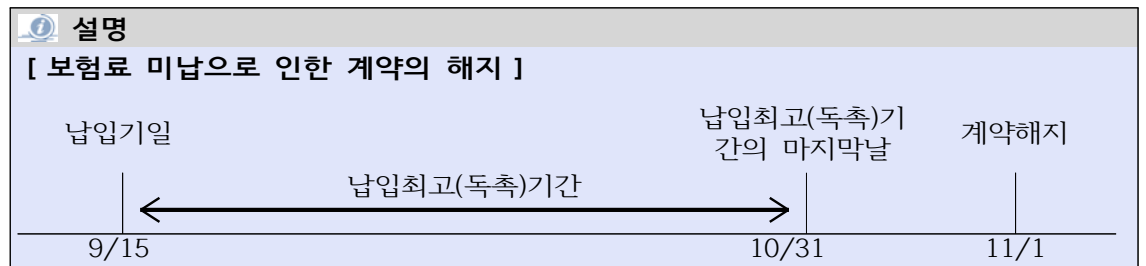 설명
[ 보험료 미납으로 인한 계약의 해지 ]
납입기일
납입최고(독촉)기
간의 마지막날
계약해지
납입최고(독촉)기간
9/15
10/31
11/1